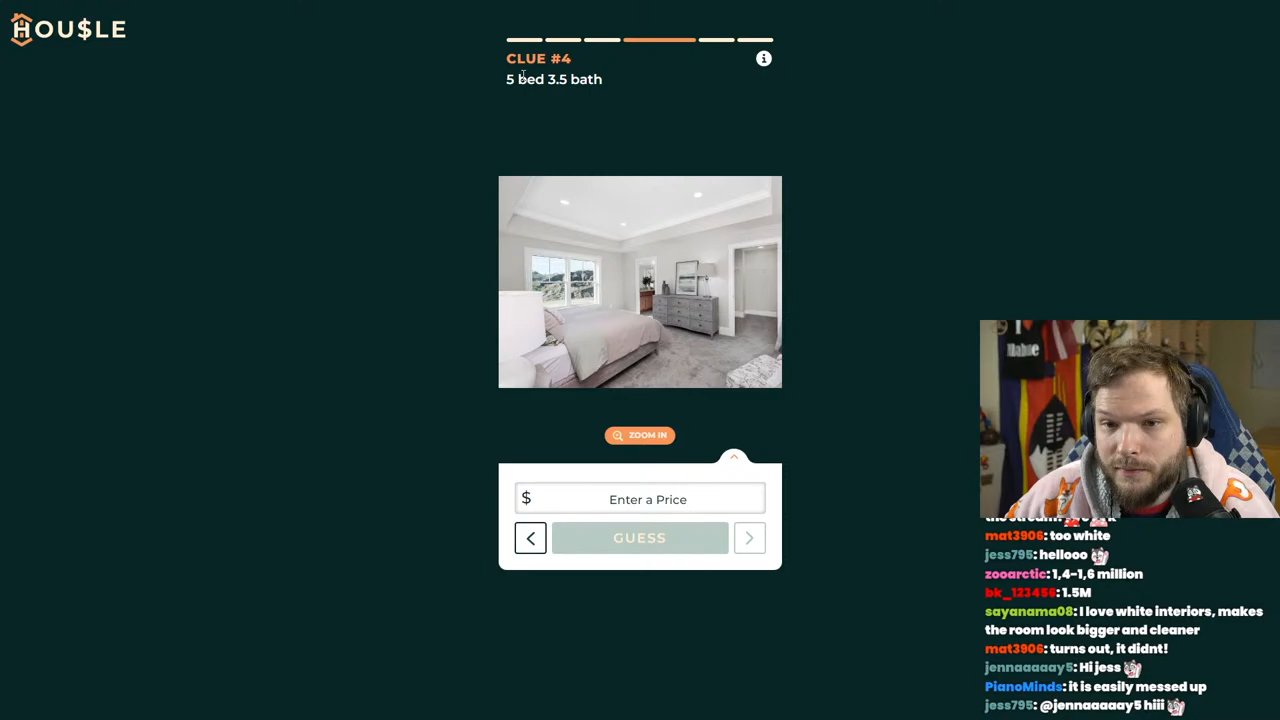 HOU$LE
CLUE #4
5 bed 3.5 bath
ZOOM IN
$ Enter a Price
GUESS
mat3906: too white
jess795: hellooo
zooarctic: 1,4-1,6 million
bk_123456: 1.5M
sayanama08: I love white interiors, makes
the room look bigger and cleaner
mat3906: turns out, it didnt!
jennaaaaay5: Hi jess
PianoMinds: it is easily messed up
jess795: @jennaaaaay5 hiii